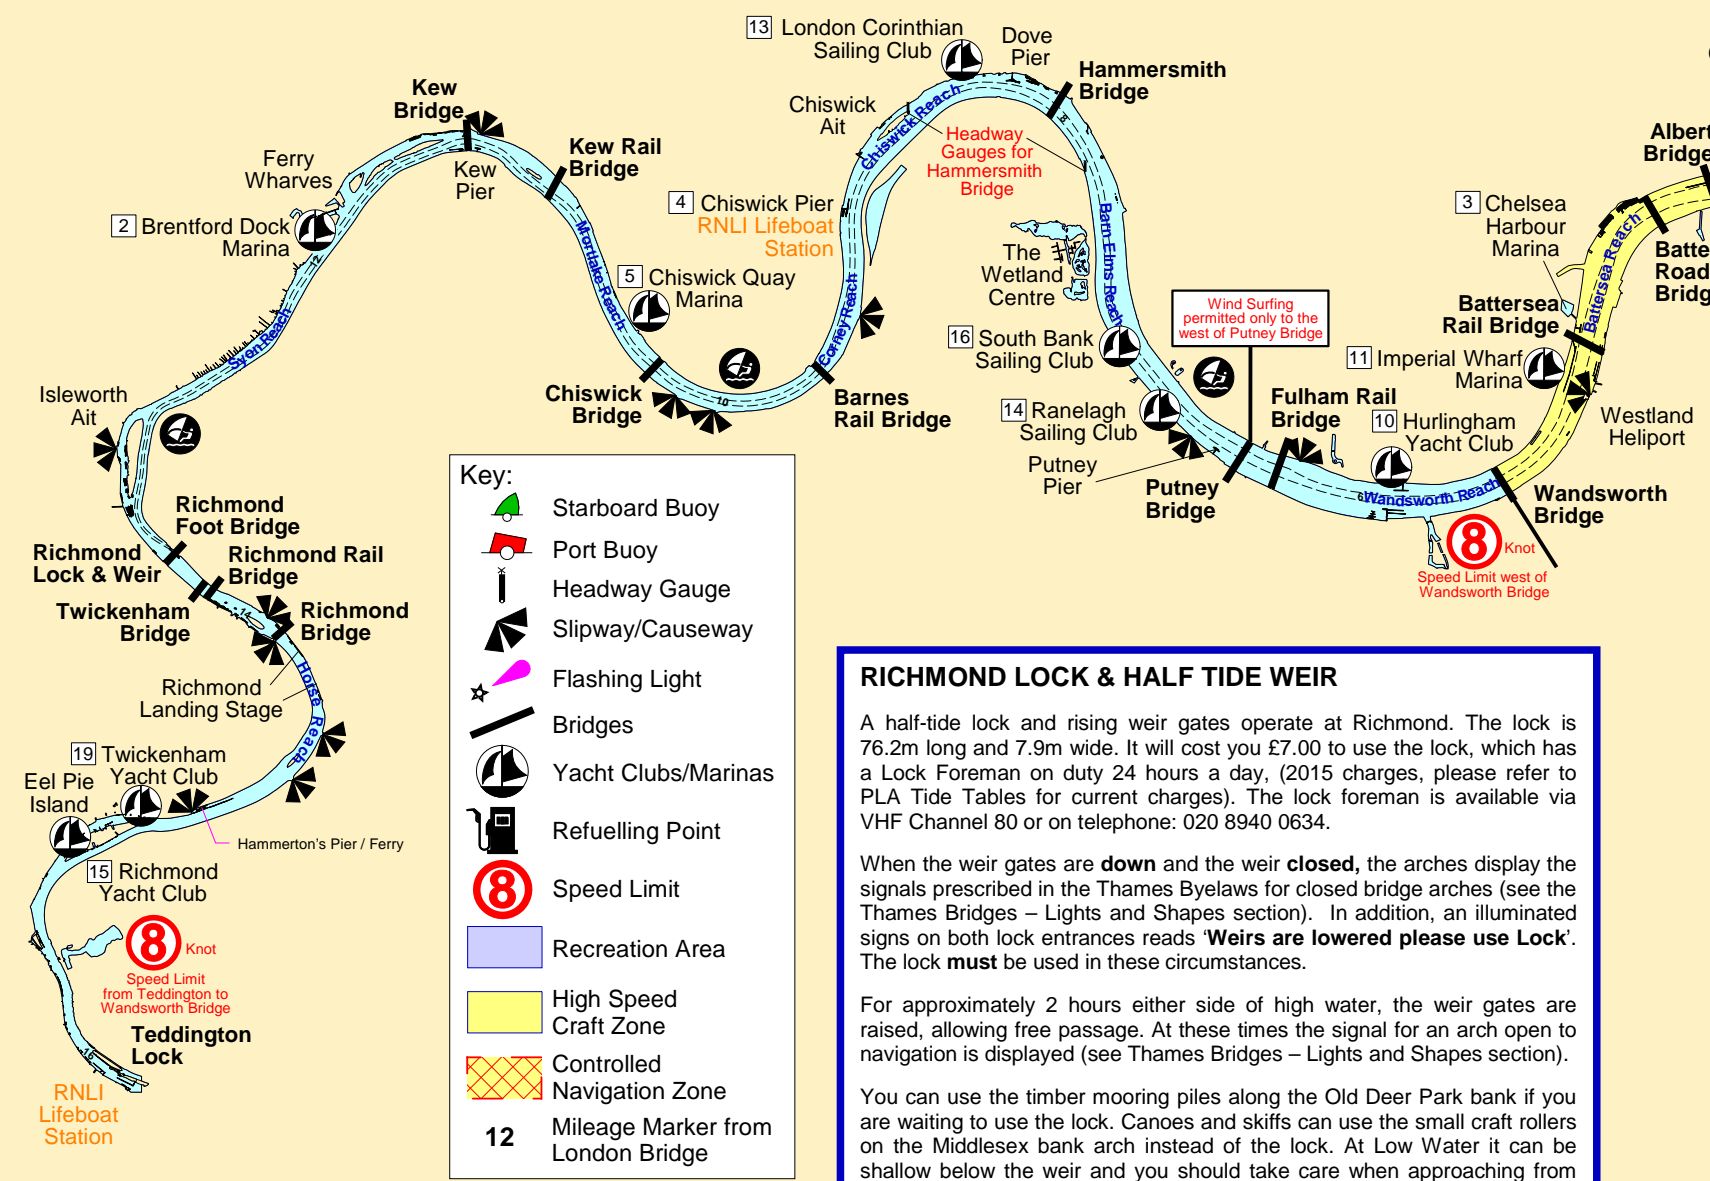 13 London Corinthian
Sailing Club
Dove
Pier
Hammersmith
Bridge
Kew
Bridge
Chiswick
Ait
Chiswick Reach
Headway
Gauges for
Hammersmith
Bridge
8
Albert
Bridge
Ferry
Wharves
Kew
Pier
Kew Rail
Bridge
2 Brentford Dock
Marina
12
4 Chiswick Pier
RNLI Lifeboat
Station
3 Chelsea
Harbour
Marina
Batte
Road
Bridg
Battersea Reach
Mortlake Reach
5 Chiswick Quay
Marina
Corney Reach
The
Wetland
Centre
Barn Elms Reach
Wind Surfing
permitted only to the
west of Putney Bridge
Battersea
Rail Bridge
16 South Bank
Sailing Club
11 Imperial Wharf
Marina
Syon Reach
Isleworth
Ait
Chiswick
Bridge
10
Barnes
Rail Bridge
14 Ranelagh
Sailing Club
Fulham Rail
Bridge
10 Hurlingham
Yacht Club
Westland
Heliport
Putney
Pier
Putney
Bridge
6
Wandsworth Reach
Wandsworth
Bridge
8 Knot
Speed Limit west of
Wandsworth Bridge
Richmond
Foot Bridge
Richmond
Lock & Weir
Richmond Rail
Bridge
Twickenham
Bridge
14
Richmond
Bridge
Richmond
Landing Stage
Horse Reach
19 Twickenham
Yacht Club
Eel Pie
Island
Hammerton's Pier / Ferry
15 Richmond
Yacht Club
8 Knot
Speed Limit
from Teddington to
Wandsworth Bridge
Teddington
Lock
16
RNLI
Lifeboat
Station
Key:
Starboard Buoy
Port Buoy
Headway Gauge
Slipway/Causeway
Flashing Light
Bridges
Yacht Clubs/Marinas
Refuelling Point
8 Speed Limit
Recreation Area
High Speed
Craft Zone
Controlled
Navigation Zone
12 Mileage Marker from
London Bridge
RICHMOND LOCK & HALF TIDE WEIR
A half-tide lock and rising weir gates operate at Richmond. The lock is
76.2m long and 7.9m wide. It will cost you £7.00 to use the lock, which has
a Lock Foreman on duty 24 hours a day, (2015 charges, please refer to
PLA Tide Tables for current charges). The lock foreman is available via
VHF Channel 80 or on telephone: 020 8940 0634.
When the weir gates are down and the weir closed, the arches display the
signals prescribed in the Thames Byelaws for closed bridge arches (see the
Thames Bridges – Lights and Shapes section). In addition, an illuminated
signs on both lock entrances reads ‘Weirs are lowered please use Lock’.
The lock must be used in these circumstances.
For approximately 2 hours either side of high water, the weir gates are
raised, allowing free passage. At these times the signal for an arch open to
navigation is displayed (see Thames Bridges – Lights and Shapes section).
You can use the timber mooring piles along the Old Deer Park bank if you
are waiting to use the lock. Canoes and skiffs can use the small craft rollers
on the Middlesex bank arch instead of the lock. At Low Water it can be
shallow below the weir and you should take care when approaching from